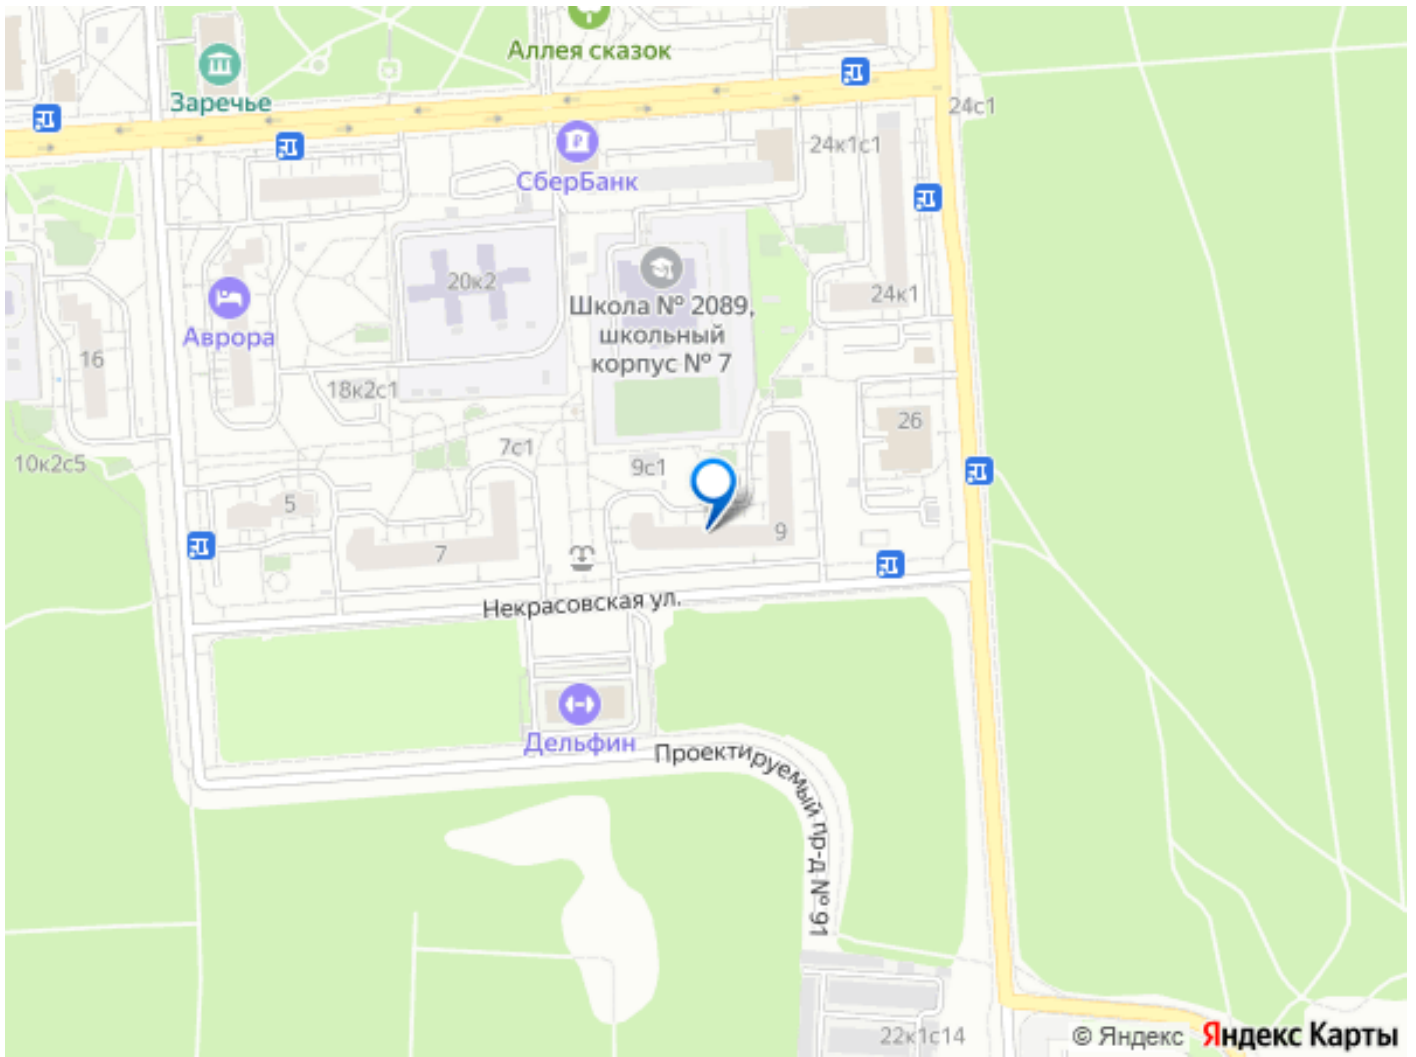 Аллея сказок
Заречье
24с1
24к1с1
СберБанк
20к2
Школа № 2089,
школьный
корпус № 7
24к1
Аврора
16
18к2с1
26
7с1
10к2с5
9с1
5
7
9
Некрасовская ул.
Дельфин
Проектируемый пр-д № 91
22к1с14
© Яндекс Яндекс Карты